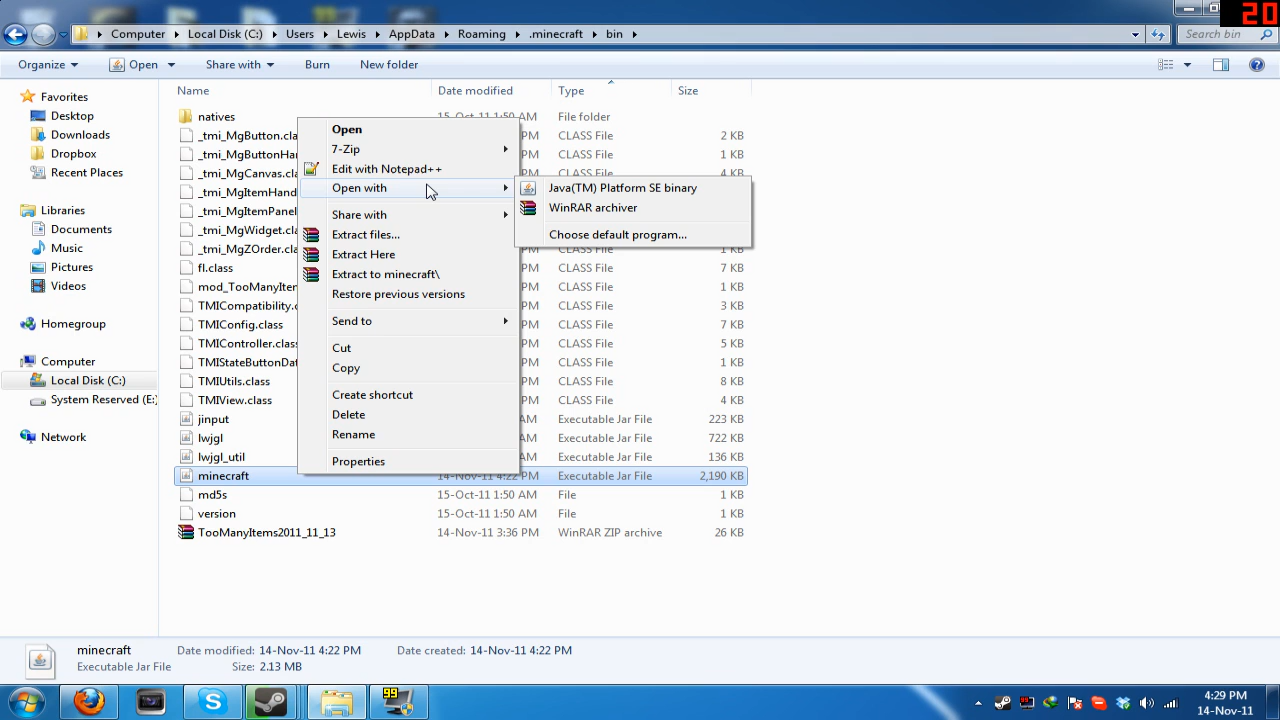 20
Computer Local Disk (C:) Users Lewis AppData Roaming .minecraft bin Search bin
Organize Open Share with Burn New folder
Name Date modified Type Size
Favorites
Desktop
Downloads
Dropbox
Recent Places
Libraries
Documents
Music
Pictures
Videos
Homegroup
Computer
Local Disk (C:)
System Reserved (E:)
Network
natives 15-Oct-11 1:50 AM File folder
_tmi_MgButton.cla PM CLASS File 2 KB
_tmi_MgButtonHan PM CLASS File
_tmi_MgCanvas.cla PM CLASS File 4 KB
_tmi_MgItemHand
_tmi_MgItemPanel
_tmi_MgWidget.cla
_tmi_MgZOrder.cla CLASS File 1 KB
fl.class PM CLASS File 1 KB
mod_TooManyItem PM CLASS File 1 KB
TMICompatibility.c PM CLASS File 3 KB
TMIConfig.class PM CLASS File 7 KB
TMIController.class PM CLASS File 5 KB
TMIStateButtonDat PM CLASS File 1 KB
TMIUtils.class PM CLASS File 8 KB
TMIView.class PM CLASS File 4 KB
jinput AM Executable Jar File 223 KB
lwjgl AM Executable Jar File 722 KB
lwjgl_util AM Executable Jar File 136 KB
minecraft 14-Nov-11 4:22 PM Executable Jar File 2,190 KB
md5s 15-Oct-11 1:50 AM File 1 KB
version 15-Oct-11 1:50 AM File 1 KB
TooManyItems2011_11_13 14-Nov-11 3:36 PM WinRAR ZIP archive 26 KB
Open
7-Zip
Edit with Notepad++
Open with
Share with
Extract files...
Extract Here
Extract to minecraft\
Restore previous versions
Send to
Cut
Copy
Create shortcut
Delete
Rename
Properties
Java(TM) Platform SE binary
WinRAR archiver
Choose default program...
minecraft Date modified: 14-Nov-11 4:22 PM Date created: 14-Nov-11 4:22 PM
Executable Jar File Size: 2.13 MB
99
4:29 PM
14-Nov-11